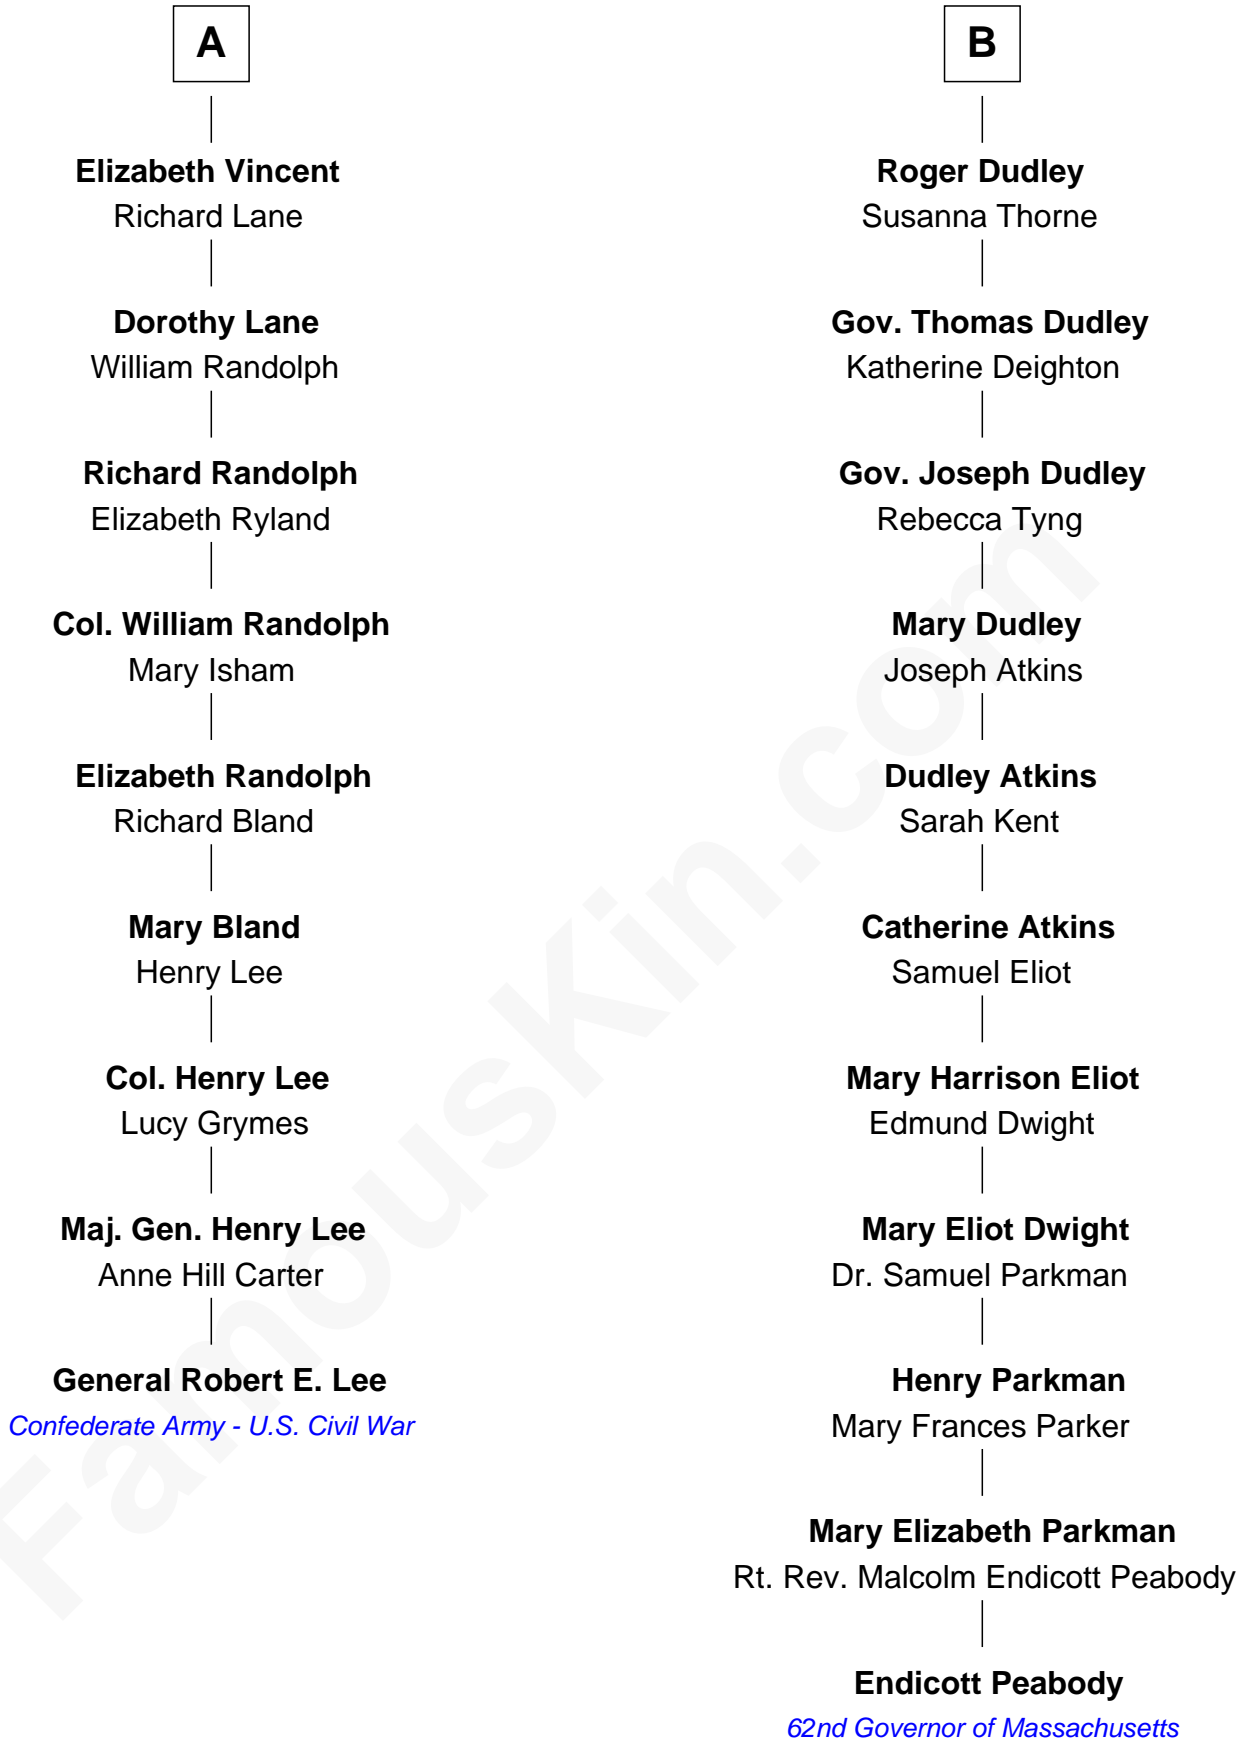 A
Elizabeth Vincent
Richard Lane
Dorothy Lane
William Randolph
Richard Randolph
Elizabeth Ryland
Col. William Randolph
Mary Isham
Elizabeth Randolph
Richard Bland
Mary Bland
Henry Lee
Col. Henry Lee
Lucy Grymes
Maj. Gen. Henry Lee
Anne Hill Carter
General Robert E. Lee
Confederate Army - U.S. Civil War
B
Roger Dudley
Susanna Thorne
Gov. Thomas Dudley
Katherine Deighton
Gov. Joseph Dudley
Rebecca Tyng
Mary Dudley
Joseph Atkins
Dudley Atkins
Sarah Kent
Catherine Atkins
Samuel Eliot
Mary Harrison Eliot
Edmund Dwight
Mary Eliot Dwight
Dr. Samuel Parkman
Henry Parkman
Mary Frances Parker
Mary Elizabeth Parkman
Rt. Rev. Malcolm Endicott Peabody
Endicott Peabody
62nd Governor of Massachusetts
FamousKin.com